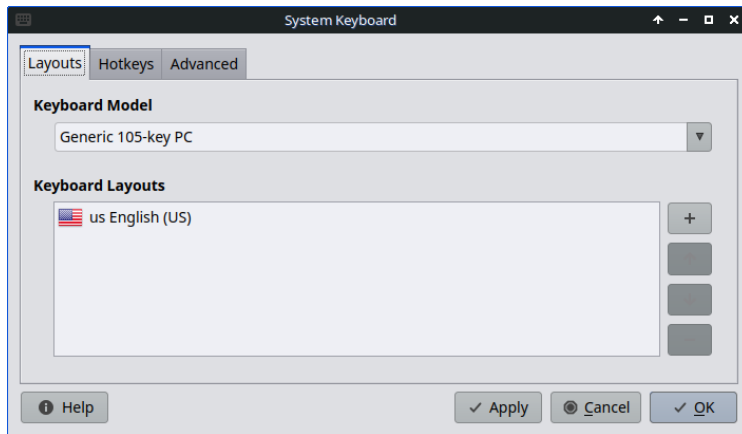 System Keyboard
Layouts Hotkeys Advanced
Keyboard Model
Generic 105-key PC
Keyboard Layouts
us English (US)
Help Apply Cancel OK